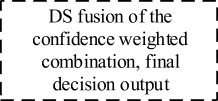 DS fusion of the
confidence weighted
combination, final
decision output